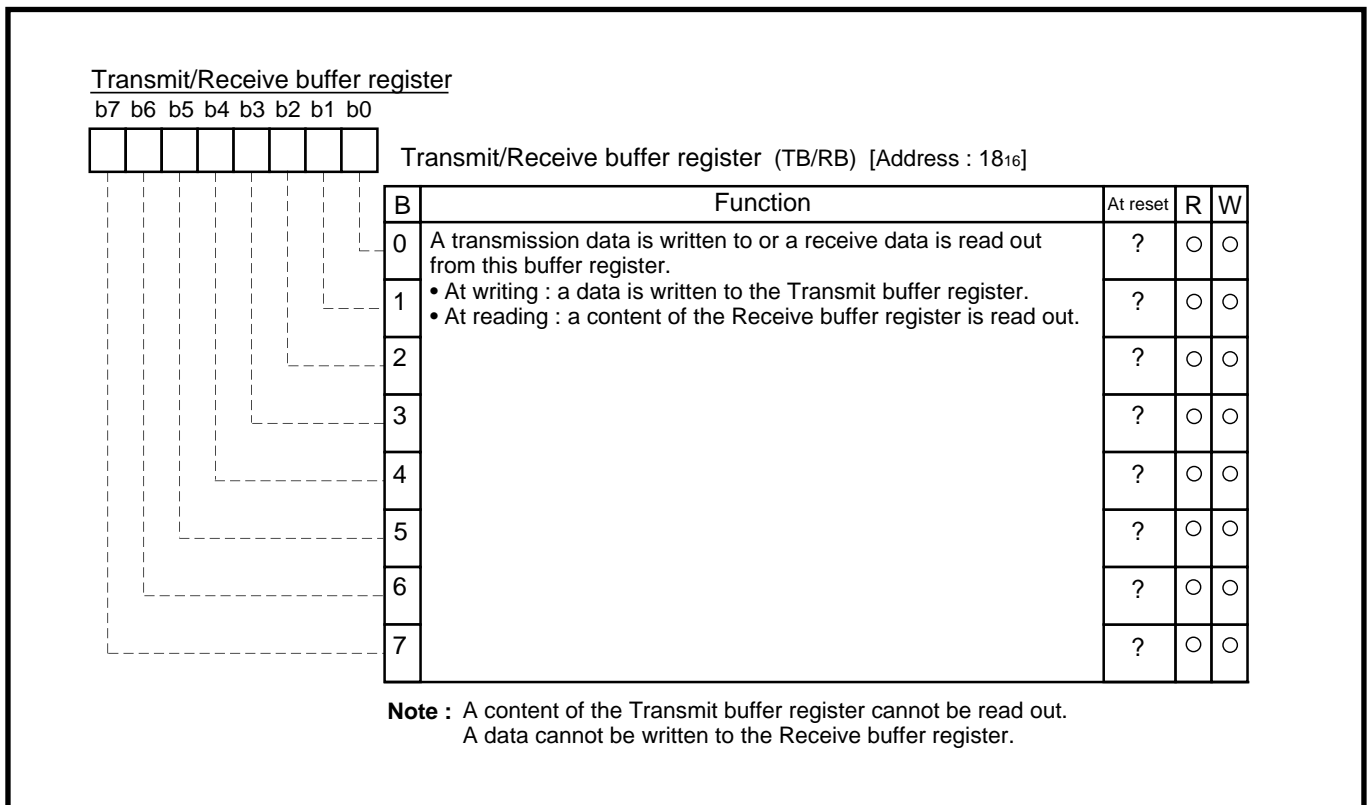 Transmit/Receive buffer register
b7 b6 b5 b4 b3 b2 b1 b0
Transmit/Receive buffer register (TB/RB) [Address : 18₁₆]
B Function At reset R W
0 A transmission data is written to or a receive data is read out ? ○ ○
from this buffer register.
1 • At writing : a data is written to the Transmit buffer register. ? ○ ○
• At reading : a content of the Receive buffer register is read out.
2 ? ○ ○
3 ? ○ ○
4 ? ○ ○
5 ? ○ ○
6 ? ○ ○
7 ? ○ ○
Note : A content of the Transmit buffer register cannot be read out.
A data cannot be written to the Receive buffer register.